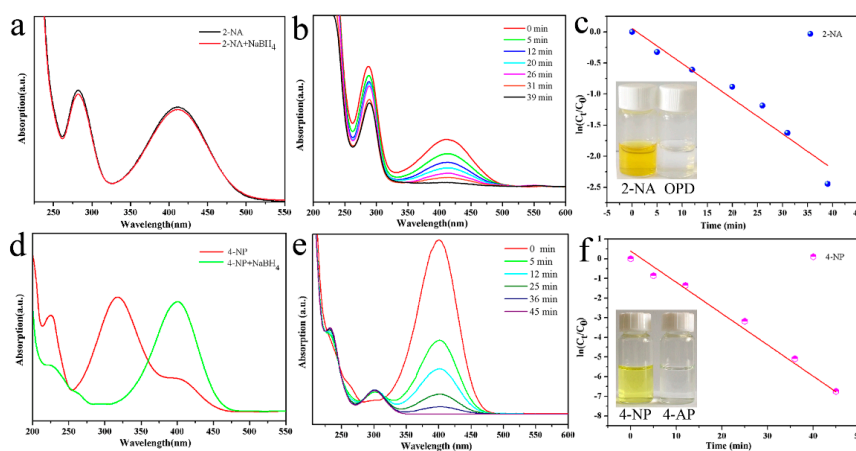 a
2-NA
2-NA+NaBH4
Absorption(a.u.)
250 300 350 400 450 500 550
Wavelength(nm)
b
0 min
5 min
12 min
20 min
26 min
31 min
39 min
Absorption(a.u.)
250 300 350 400 450 500 550 600
Wavelength(nm)
c
2-NA
ln(Ct/C0)
0.0
-0.5
-1.0
-1.5
-2.0
-2.5
2-NA OPD
0 10 20 30 40
Time (min)
d
4-NP
4-NP+NaBH4
Absorption(a.u.)
200 250 300 350 400 450 500 550
Wavelength(nm)
e
0 min
5 min
12 min
25 min
36 min
45 min
Absorption(a.u.)
250 300 350 400 450 500 550 600
Wavelength(nm)
f
4-NP
ln(Ct/C0)
1
0
-1
-2
-3
-4
-5
-6
-7
-8
4-NP 4-AP
0 10 20 30 40
Time (min)